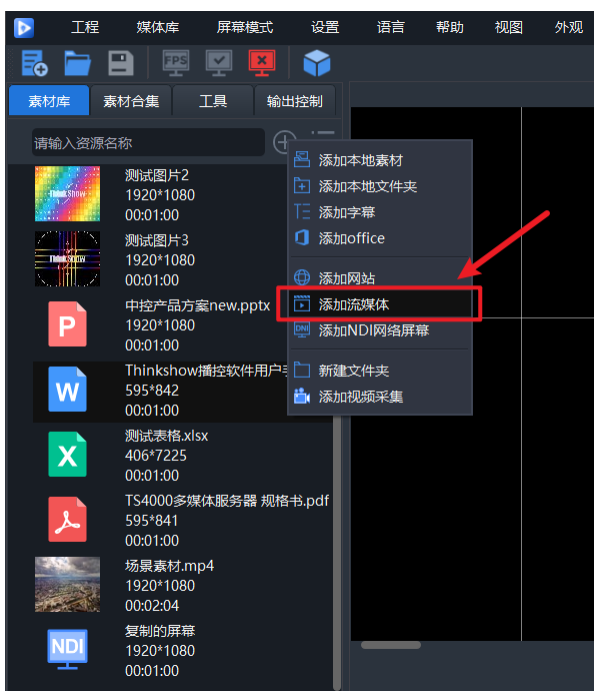 工程 媒体库 屏幕模式 设置 语言 帮助 视图 外观
FPS
素材库 素材合集 工具 输出控制
请输入资源名称
测试图片2
1920*1080
00:01:00
测试图片3
1920*1080
00:01:00
中控产品方案new.pptx
1920*1080
00:01:00
Thinkshow播控软件用户
595*842
00:01:00
测试表格.xlsx
406*7225
00:01:00
TS4000多媒体服务器 规格书.pdf
595*841
00:01:00
场景素材.mp4
1920*1080
00:02:04
复制的屏幕
1920*1080
00:01:00
Think Show
Think Show
P
W
X
NDI
添加本地素材
添加本地文件夹
添加字幕
添加office
添加网站
添加流媒体
DNI
添加NDI网络屏幕
新建文件夹
添加视频采集